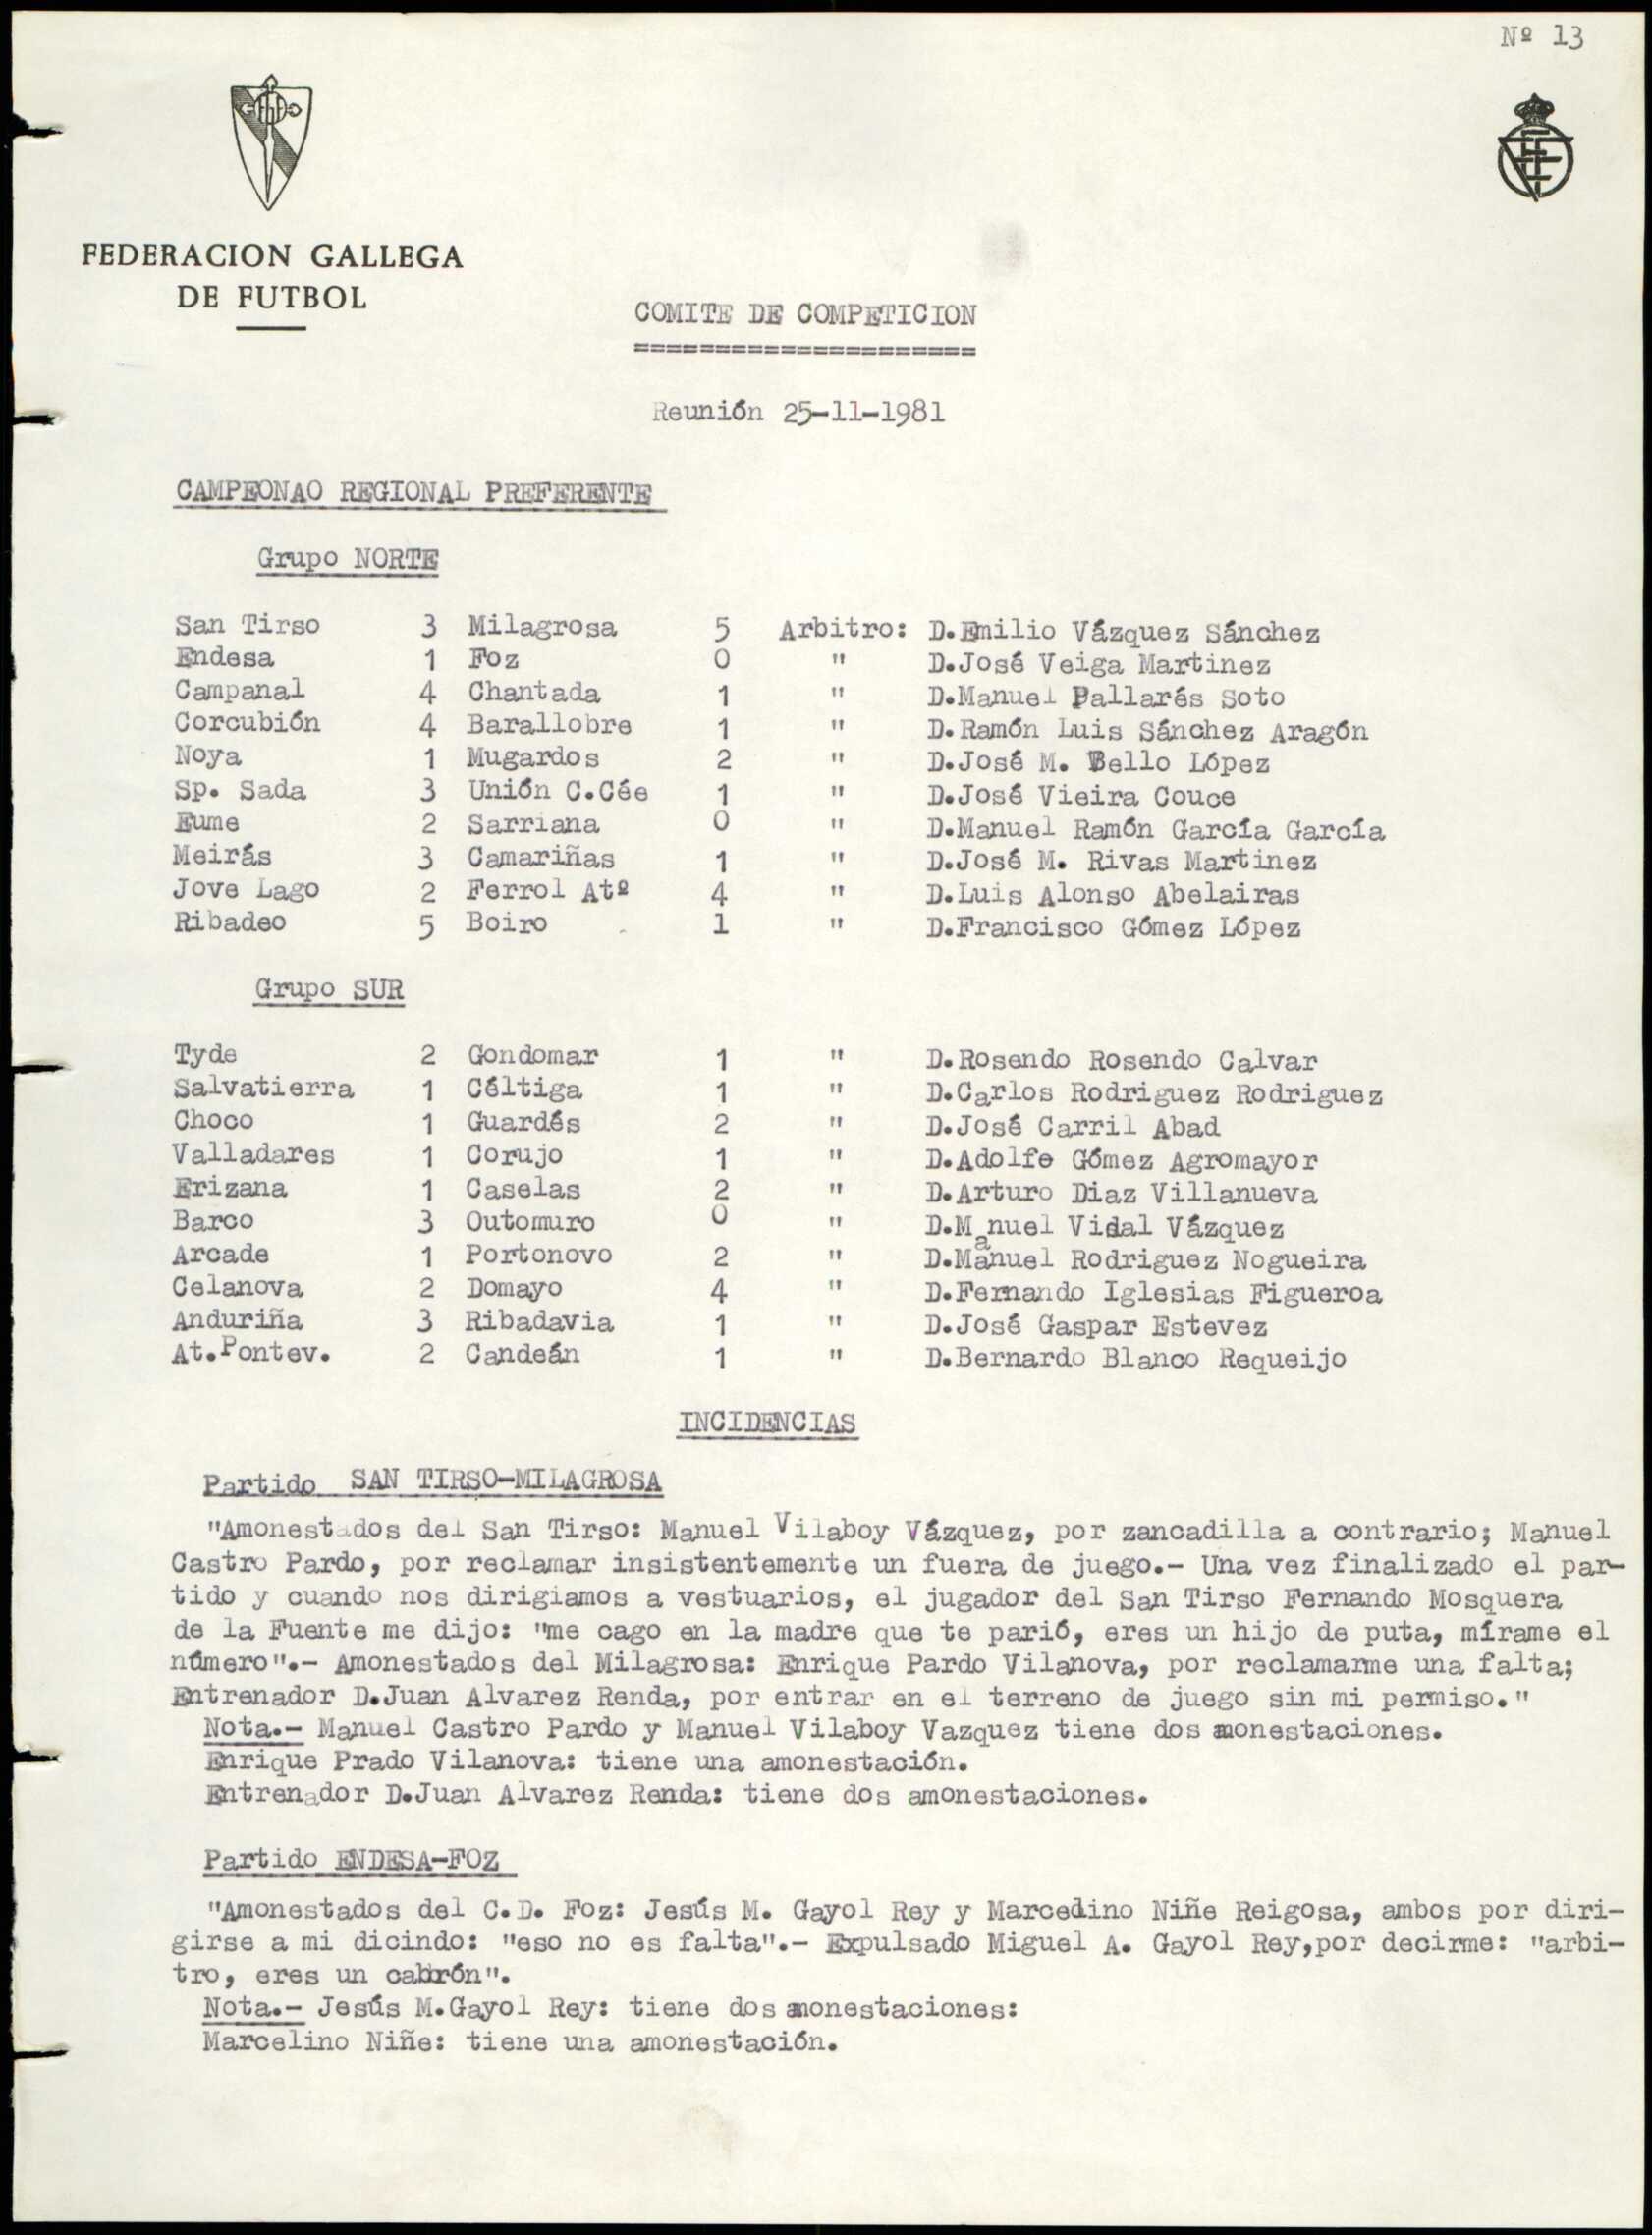 Nº 13
FEDERACION GALLEGA
DE FUTBOL
COMITE DE COMPETICION
=====================
Reunión 25-11-1981
CAMPEONAO REGIONAL PREFERENTE
Grupo NORTE
San Tirso 3 Milagrosa 5 Arbitro: D.Emilio Vázquez Sánchez
Endesa 1 Foz 0 " D.José Veiga Martinez
Campanal 4 Chantada 1 " D.Manuel Pallarés Soto
Corcubión 4 Barallobre 1 " D.Ramón Luis Sánchez Aragón
Noya 1 Mugardos 2 " D.José M. Bello López
Sp. Sada 3 Unión C.Cée 1 " D.José Vieira Couce
Eume 2 Sarriana 0 " D.Manuel Ramón García García
Meirás 3 Camariñas 1 " D.José M. Rivas Martinez
Jove Lago 2 Ferrol Atº 4 " D.Luis Alonso Abelairas
Ribadeo 5 Boiro 1 " D.Francisco Gómez López
Grupo SUR
Tyde 2 Gondomar 1 " D.Rosendo Rosendo Calvar
Salvatierra 1 Céltiga 1 " D.Carlos Rodriguez Rodriguez
Choco 1 Guardés 2 " D.José Carril Abad
Valladares 1 Corujo 1 " D.Adolfo Gómez Agromayor
Erizana 1 Caselas 2 " D.Arturo Diaz Villanueva
Barco 3 Outomuro 0 " D.Manuel Vidal Vázquez
Arcade 1 Portonovo 2 " D.Manuel Rodriguez Nogueira
Celanova 2 Domayo 4 " D.Fernando Iglesias Figueroa
Anduriña 3 Ribadavia 1 " D.José Gaspar Estevez
At.Pontev. 2 Candeán 1 " D.Bernardo Blanco Requeijo
INCIDENCIAS
Partido SAN TIRSO-MILAGROSA
"Amonestados del San Tirso: Manuel Vilaboy Vázquez, por zancadilla a contrario; Manuel
Castro Pardo, por reclamar insistentemente un fuera de juego.- Una vez finalizado el par-
tido y cuando nos dirigiamos a vestuarios, el jugador del San Tirso Fernando Mosquera
de la Fuente me dijo: "me cago en la madre que te parió, eres un hijo de puta, mírame el
número".- Amonestados del Milagrosa: Enrique Pardo Vilanova, por reclamarme una falta;
Entrenador D.Juan Alvarez Renda, por entrar en el terreno de juego sin mi permiso."
Nota.- Manuel Castro Pardo y Manuel Vilaboy Vazquez tiene dos amonestaciones.
Enrique Prado Vilanova: tiene una amonestación.
Entrenador D.Juan Alvarez Renda: tiene dos amonestaciones.
Partido ENDESA-FOZ
"Amonestados del C.D. Foz: Jesús M. Gayol Rey y Marcelino Niñe Reigosa, ambos por diri-
girse a mi dicindo: "eso no es falta".- Expulsado Miguel A. Gayol Rey,por decirme: "arbi-
tro, eres un cabrón".
Nota.- Jesús M.Gayol Rey: tiene dos amonestaciones:
Marcelino Niñe: tiene una amonestación.